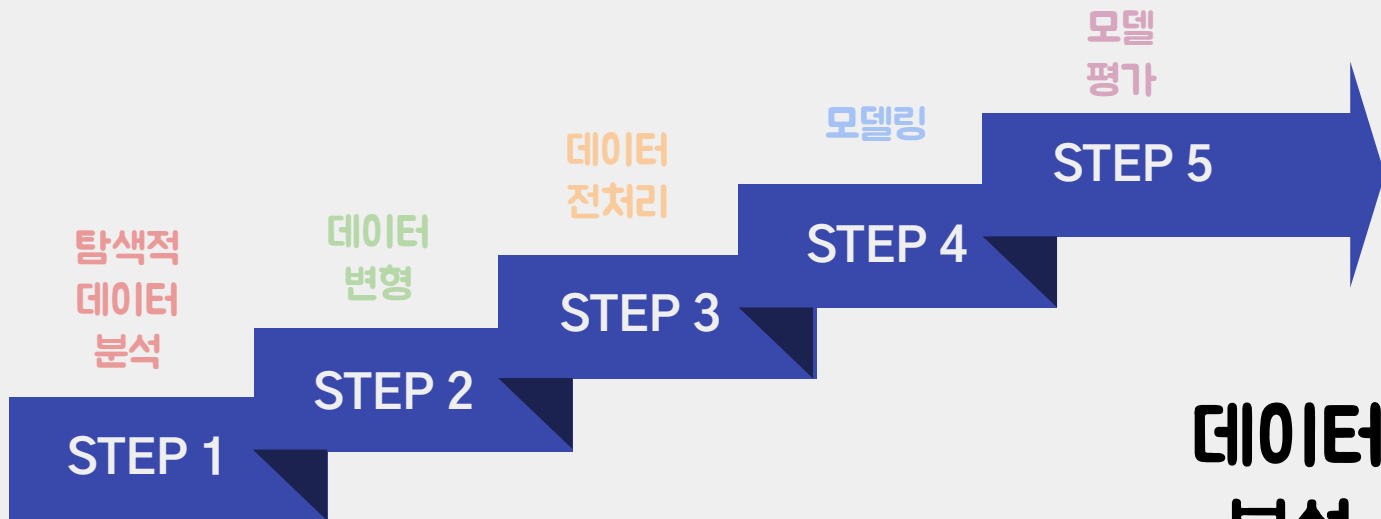 탐색적
데이터
분석
STEP 1
데이터
변형
STEP 2
데이터
전처리
STEP 3
모델링
STEP 4
모델
평가
STEP 5
데이터